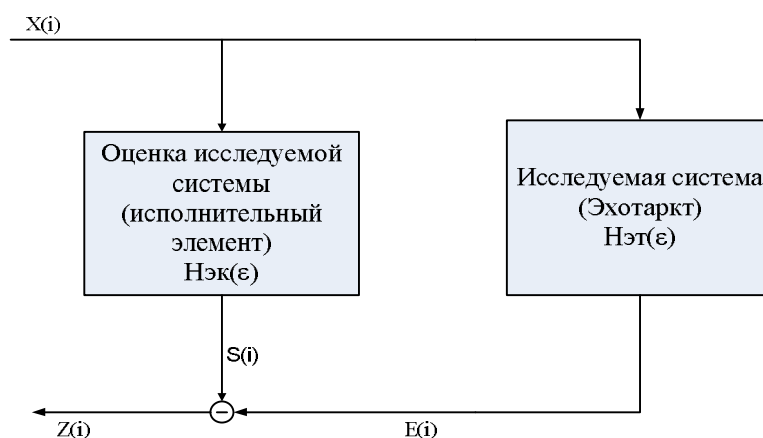 X(i)
Оценка исследуемой
системы
(исполнительный
элемент)
Нэк(ε)
Исследуемая система
(Эхотаркт)
Нэт(ε)
S(i)
−
Z(i)
E(i)